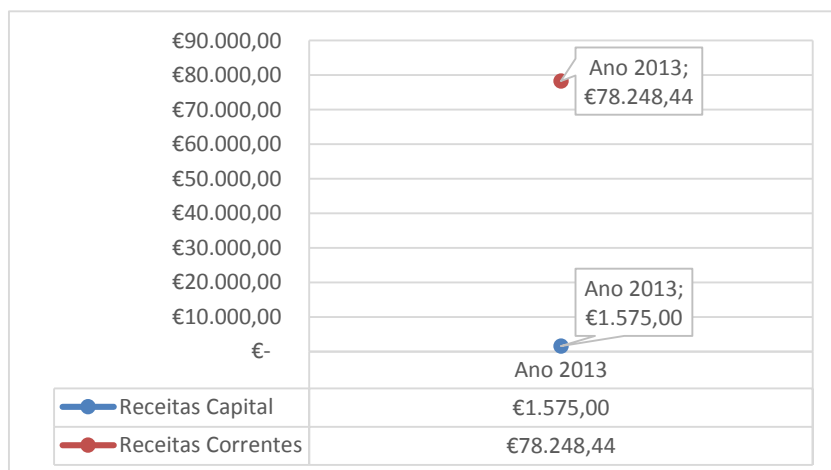 €90.000,00
€80.000,00
€70.000,00
€60.000,00
€50.000,00
€40.000,00
€30.000,00
€20.000,00
€10.000,00
€-
Ano 2013;
€78.248,44
Ano 2013;
€1.575,00
Ano 2013
Receitas Capital €1.575,00
Receitas Correntes €78.248,44